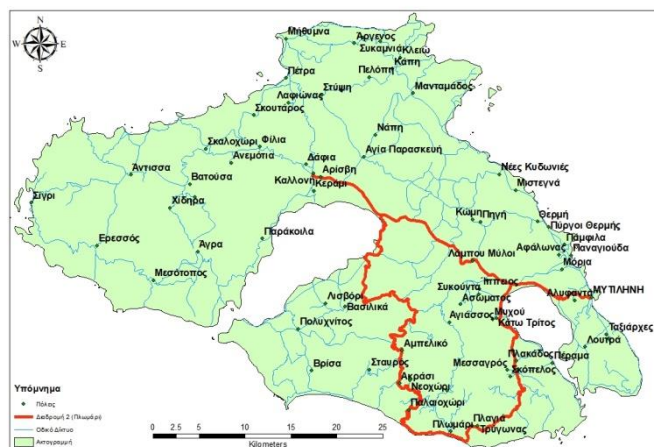 N
W E
S
Μήθυμνα
Άργενος
Συκαμνιά
Κλειώ
Κάπη
Πέτρα
Πελόπη
Στύψη
Μανταμάδος
Λαφιώνας
Σκουτάρος
Νάπη
Φίλια
Σκαλοχώρι
Αγία Παρασκευή
Ανεμότια
Δάφια
Νέες Κυδωνιές
Άντισσα
Αρίσβη
Καλλονή
Βατούσα
Κεράμι
Μιστεγνά
Σίγρι
Χίδηρα
Κώμη
Πηγή
Θερμή
Πύργοι Θερμής
Παράκοιλα
Πάμφιλα
Ερεσσός
Άγρα
Αφάλωνας
Παναγιούδα
Λάμπου Μύλοι
Μόρια
Μεσότοπος
Ίππειος
Συκούντα
Λισβόρι
Ασώματος
Αλυφαντά
ΜΥΤΙΛΗΝΗ
Βασιλικά
Μυχού
Πολυχνίτος
Αγιάσσος
Κάτω Τρίτος
Ταξιάρχες
Λουτρά
Αμπελικό
Πλακάδος
Πέραμα
Βρίσα
Σταυρός
Μεσσαγρός
Σκόπελος
Ακράσι
Νεοχώρι
Παλαιοχώρι
Πλαγιά
Πλωμάρι
Τρύγωνας
Υπόμνημα
Πόλεις
Διαδρομή 2 (Πλωμάρι)
Οδικό Δίκτυο
Ακτογραμμή
0 2.5 5 10 15 20 25
Kilometers